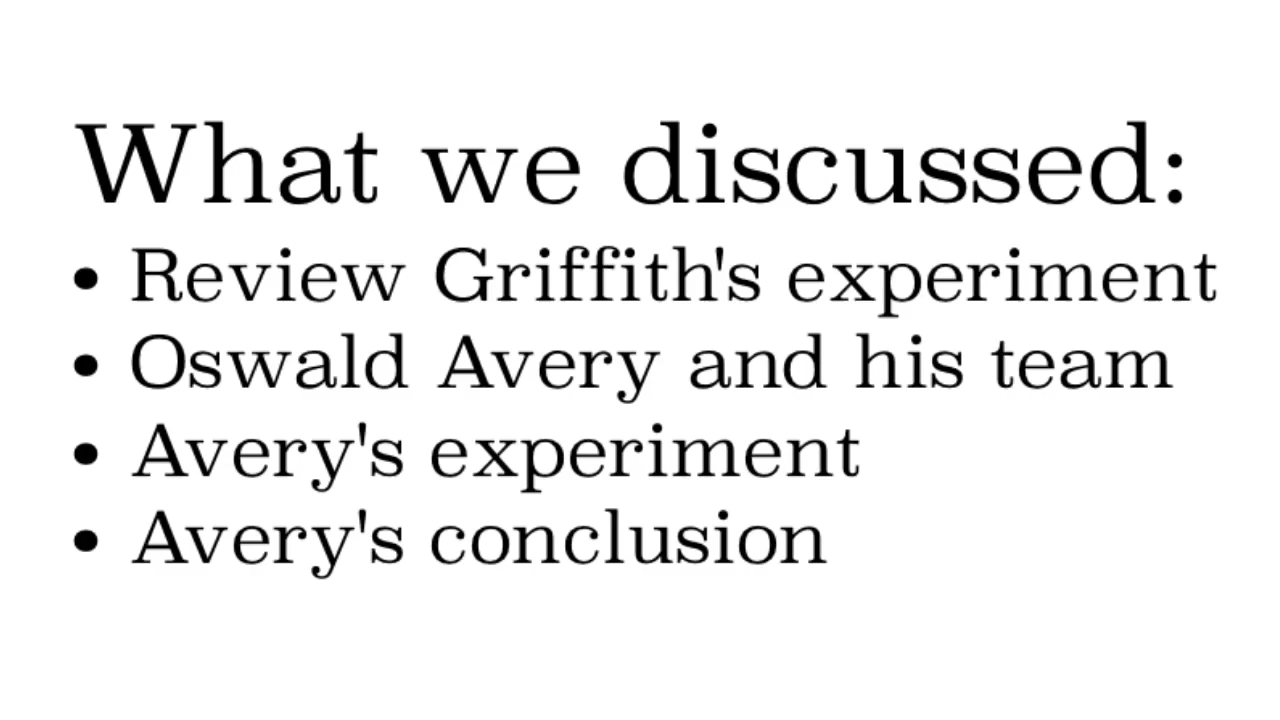 What we discussed:
• Review Griffith's experiment
• Oswald Avery and his team
• Avery's experiment
• Avery's conclusion